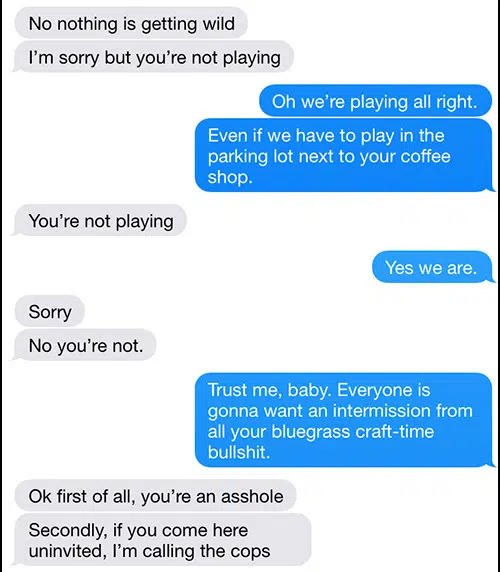 No nothing is getting wild
I'm sorry but you're not playing
Oh we're playing all right.
Even if we have to play in the
parking lot next to your coffee
shop.
You're not playing
Yes we are.
Sorry
No you're not.
Trust me, baby. Everyone is
gonna want an intermission from
all your bluegrass craft-time
bullshit.
Ok first of all, you're an asshole
Secondly, if you come here
uninvited, I'm calling the cops